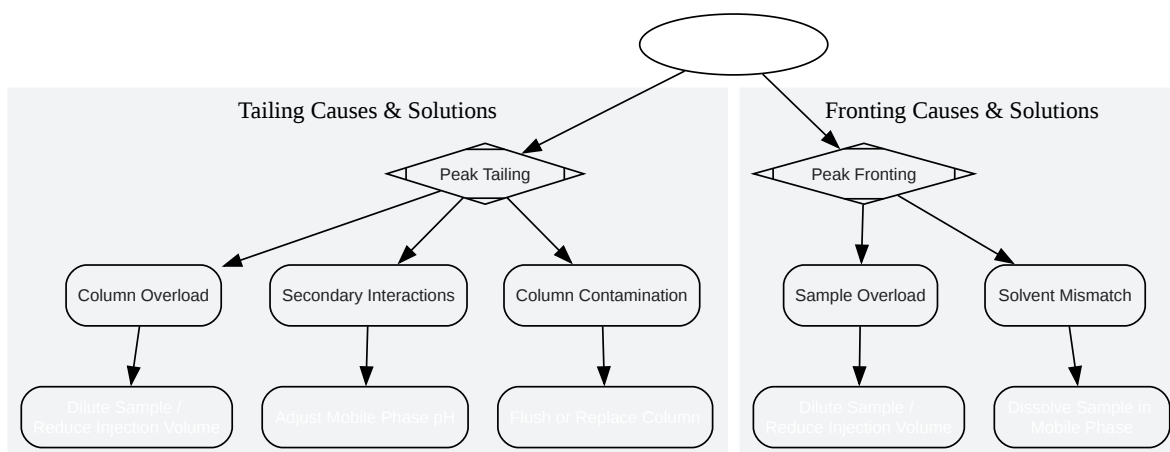 Tailing Causes & Solutions
Fronting Causes & Solutions
Peak Tailing
Peak Fronting
Column Overload
Secondary Interactions
Column Contamination
Sample Overload
Solvent Mismatch
Dilute Sample /
Reduce Injection Volume
Adjust Mobile Phase pH
Flush or Replace Column
Dilute Sample /
Reduce Injection Volume
Dissolve Sample in
Mobile Phase